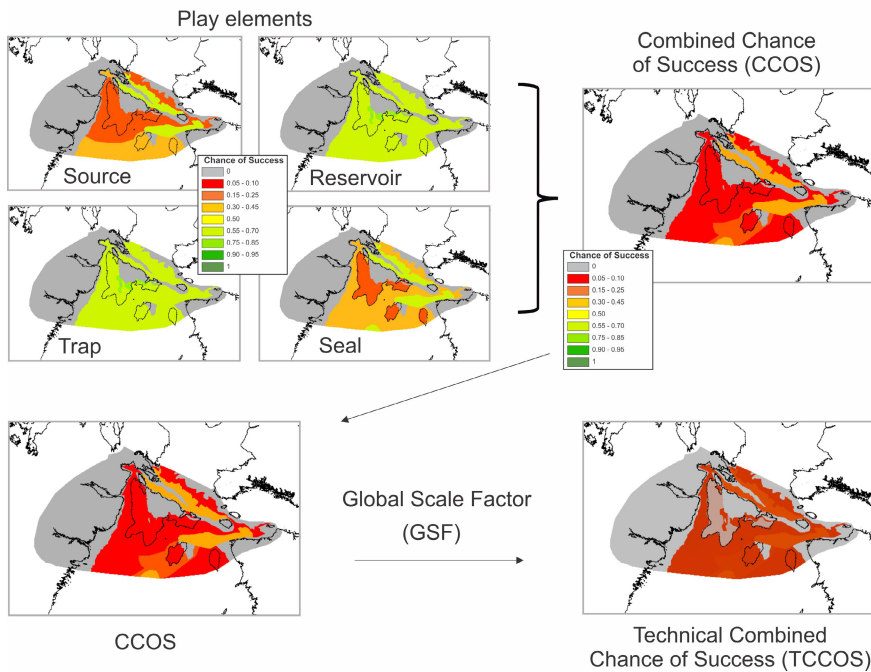 Play elements
Combined Chance
of Success (CCOS)
Source
Reservoir
Chance of Success
0
0.05 - 0.10
0.15 - 0.25
0.30 - 0.45
0.50
0.55 - 0.70
0.75 - 0.85
0.90 - 0.95
1
Trap
Seal
Chance of Success
0
0.05 - 0.10
0.15 - 0.25
0.30 - 0.45
0.50
0.55 - 0.70
0.75 - 0.85
0.90 - 0.95
1
Global Scale Factor
(GSF)
CCOS
Technical Combined
Chance of Success (TCCOS)